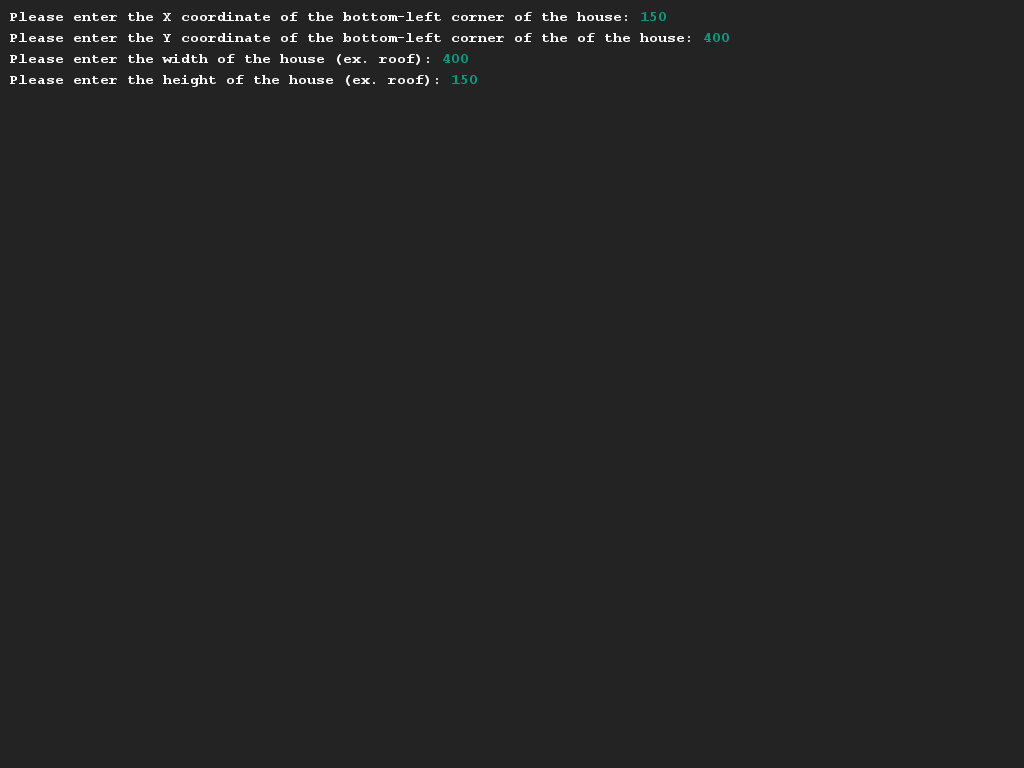 Please enter the X coordinate of the bottom-left corner of the house: 150
Please enter the Y coordinate of the bottom-left corner of the of the house: 400
Please enter the width of the house (ex. roof): 400
Please enter the height of the house (ex. roof): 150